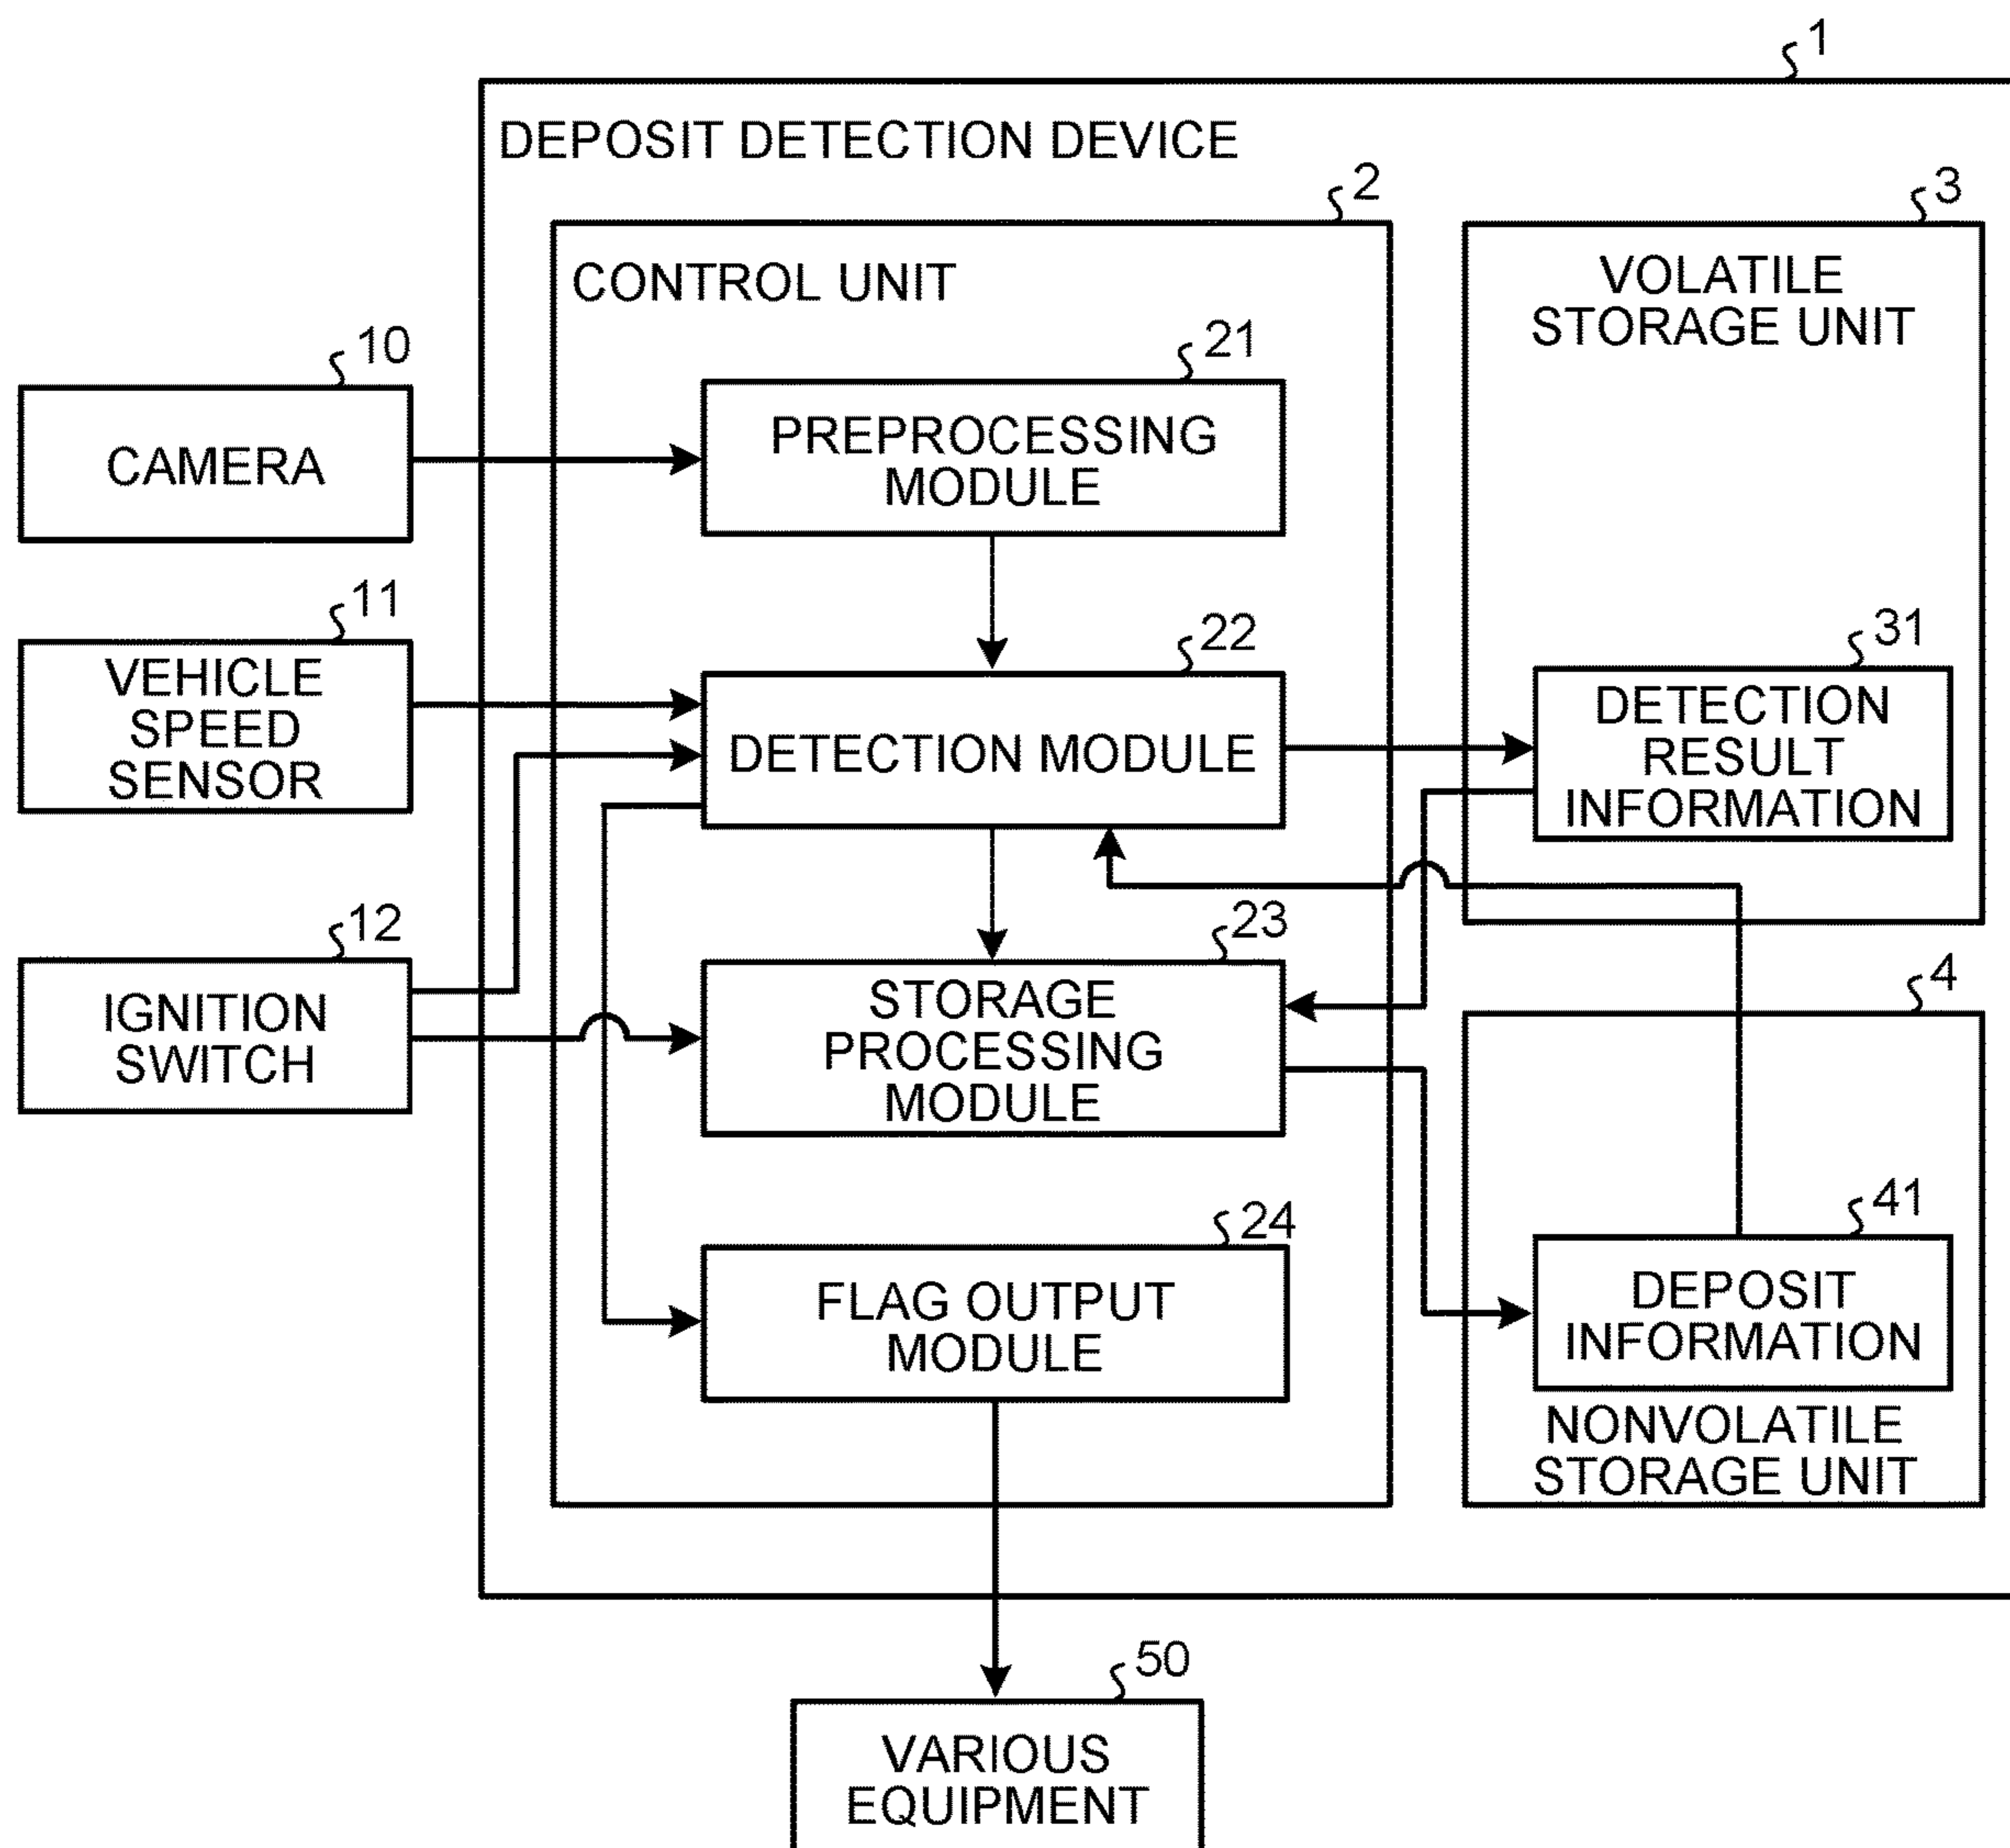 1
DEPOSIT DETECTION DEVICE
2
3
CONTROL UNIT
VOLATILE
STORAGE UNIT
10
CAMERA
21
PREPROCESSING
MODULE
11
VEHICLE
SPEED
SENSOR
22
DETECTION MODULE
31
DETECTION
RESULT
INFORMATION
12
IGNITION
SWITCH
23
STORAGE
PROCESSING
MODULE
4
24
FLAG OUTPUT
MODULE
41
DEPOSIT
INFORMATION
NONVOLATILE
STORAGE UNIT
50
VARIOUS
EQUIPMENT